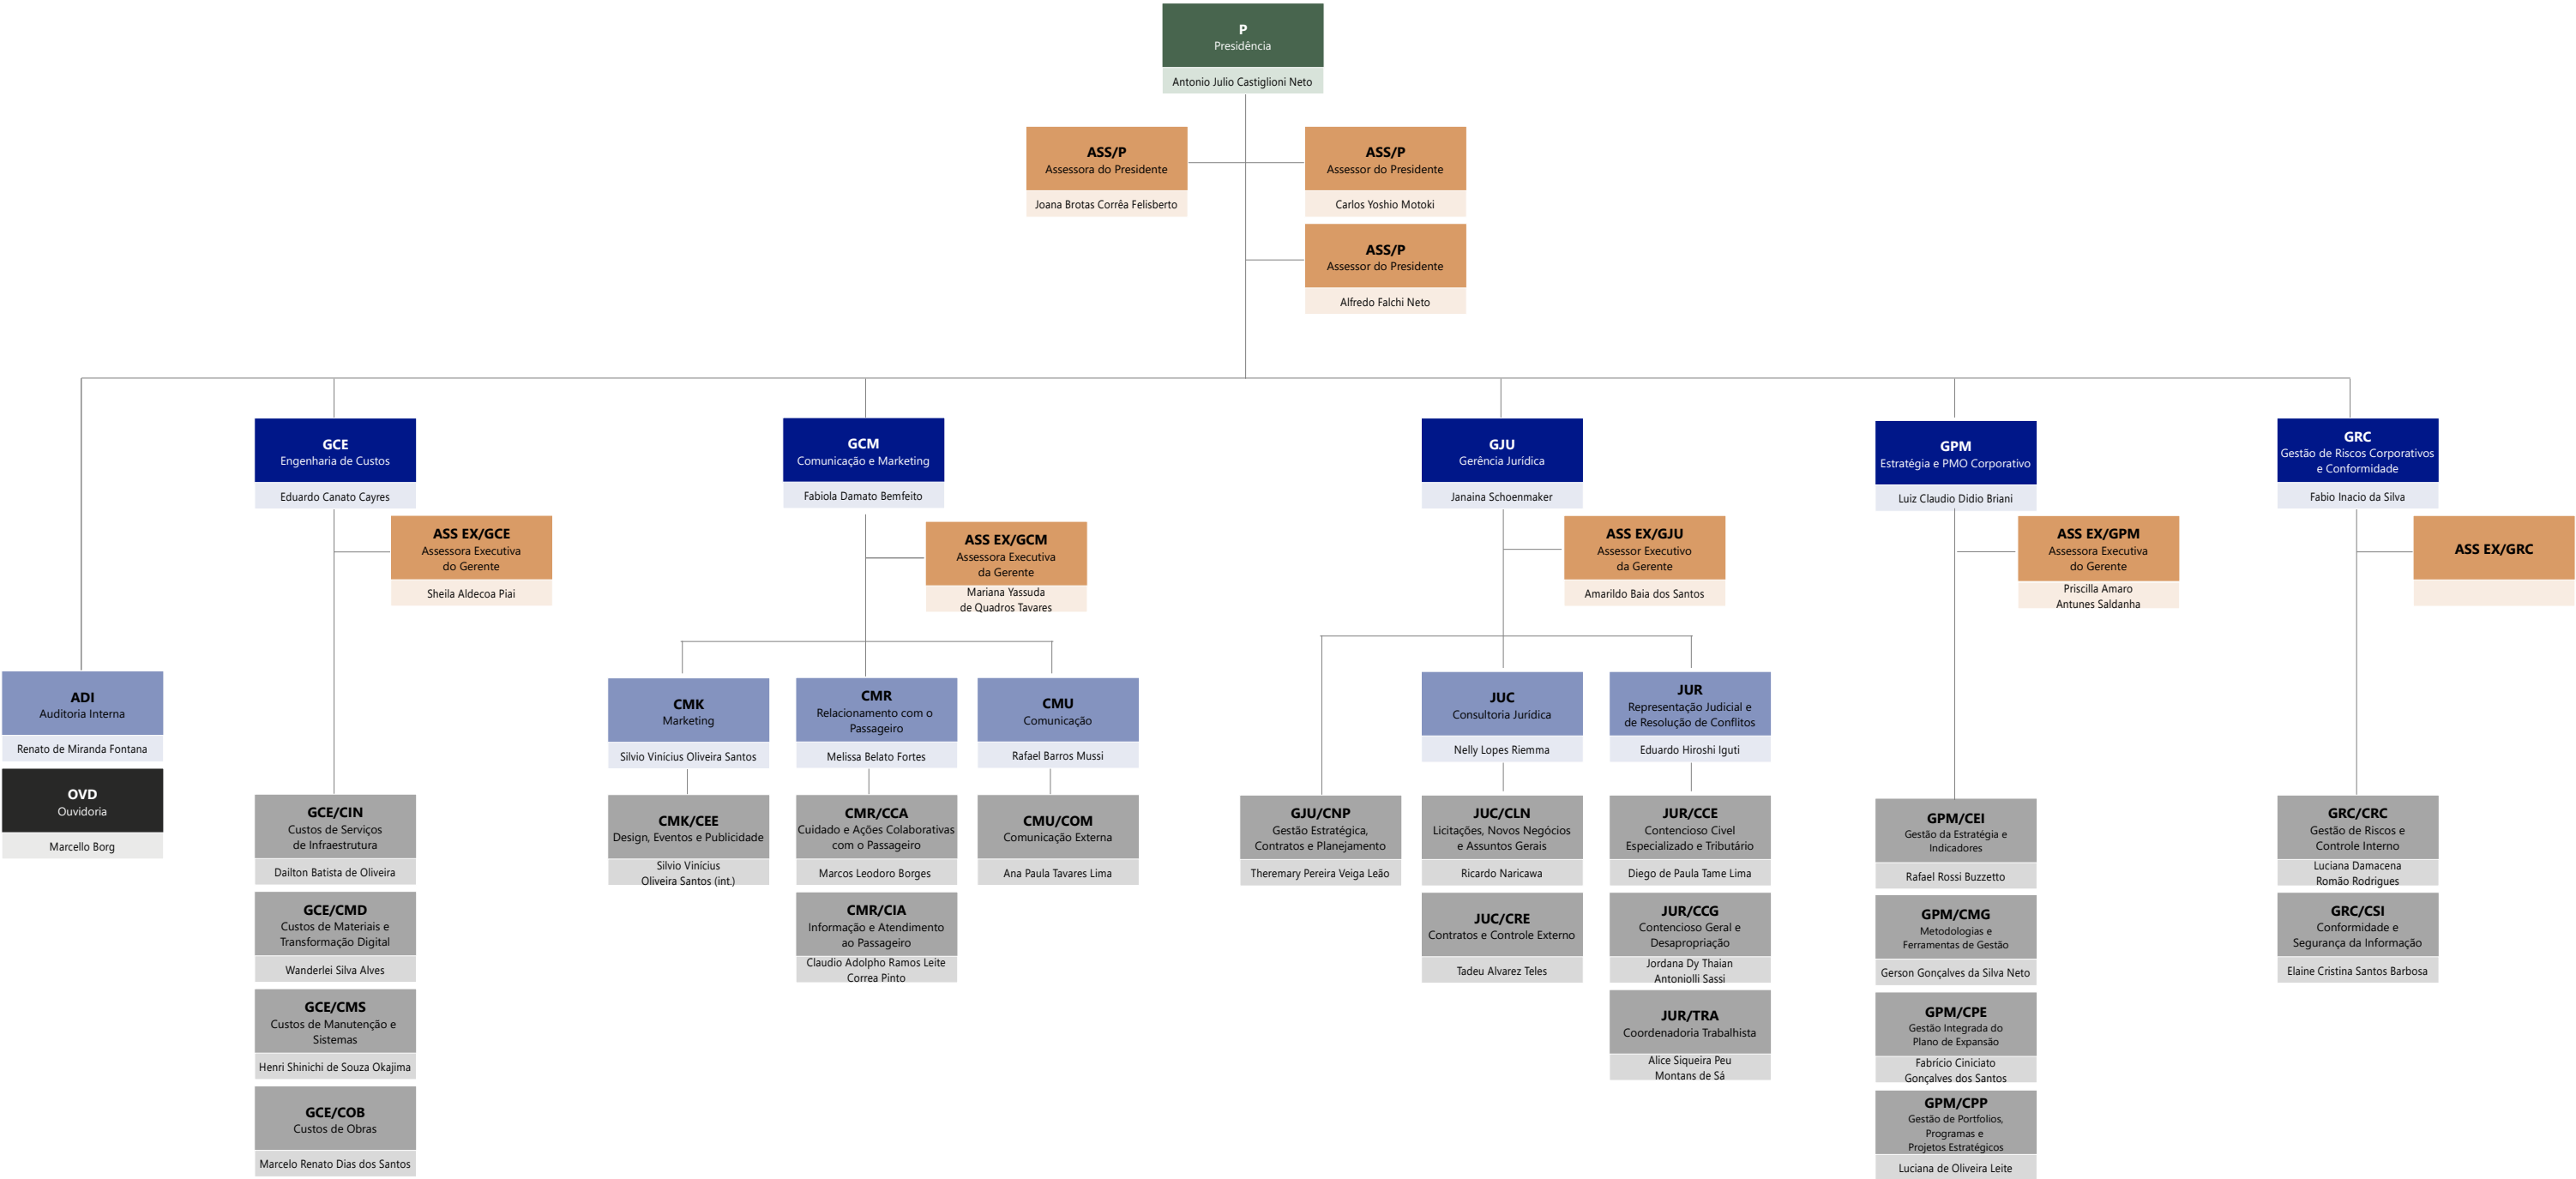 P
Presidência
Antonio Julio Castiglioni Neto
ASS/P
Assessora do Presidente
Joana Brotas Corrêa Felisberto
ASS/P
Assessor do Presidente
Carlos Yoshio Motoki
ASS/P
Assessor do Presidente
Alfredo Falchi Neto
ADI
Auditoria Interna
Renato de Miranda Fontana
OVD
Ouvidoria
Marcello Borg
GCE
Engenharia de Custos
Eduardo Canato Cayres
ASS EX/GCE
Assessora Executiva
do Gerente
Sheila Aldecoa Piai
GCE/CIN
Custos de Serviços
de Infraestrutura
Dailton Batista de Oliveira
GCE/CMD
Custos de Materiais e
Transformação Digital
Wanderlei Silva Alves
GCE/CMS
Custos de Manutenção e
Sistemas
Henri Shinichi de Souza Okajima
GCE/COB
Custos de Obras
Marcelo Renato Dias dos Santos
GCM
Comunicação e Marketing
Fabiola Damato Bemfeito
ASS EX/GCM
Assessora Executiva
da Gerente
Mariana Yassuda
de Quadros Tavares
CMK
Marketing
Silvio Vinicius Oliveira Santos
CMK/CEE
Design, Eventos e Publicidade
Silvio Vinícius
Oliveira Santos (int.)
CMR
Relacionamento com o
Passageiro
Melissa Belato Fortes
CMR/CCA
Cuidado e Ações Colaborativas
com o Passageiro
Marcos Leodoro Borges
CMR/CIA
Informação e Atendimento
ao Passageiro
Claudio Adolpho Ramos Leite
Correa Pinto
CMU
Comunicação
Rafael Barros Mussi
CMU/COM
Comunicação Externa
Ana Paula Tavares Lima
GJU
Gerência Jurídica
Janaina Schoenmaker
ASS EX/GJU
Assessor Executivo
da Gerente
Amarildo Baia dos Santos
GJU/CNP
Gestão Estratégica,
Contratos e Planejamento
Theremary Pereira Veiga Leão
JUC
Consultoria Jurídica
Nelly Lopes Riemma
JUC/CLN
Licitações, Novos Negócios
e Assuntos Gerais
Ricardo Naricawa
JUC/CRE
Contratos e Controle Externo
Tadeu Alvarez Teles
JUR
Representação Judicial e
de Resolução de Conflitos
Eduardo Hiroshi Iguti
JUR/CCE
Contencioso Civel
Especializado e Tributário
Diego de Paula Tame Lima
JUR/CCG
Contencioso Geral e
Desapropriação
Jordana Dy Thaian
Antoniolli Sassi
JUR/TRA
Coordenadoria Trabalhista
Alice Siqueira Peu
Montans de Sá
GPM
Estratégia e PMO Corporativo
Luiz Claudio Didio Briani
ASS EX/GPM
Assessora Executiva
do Gerente
Priscilla Amaro
Antunes Saldanha
GPM/CEI
Gestão da Estratégia e
Indicadores
Rafael Rossi Buzzetto
GPM/CMG
Metodologias e
Ferramentas de Gestão
Gerson Gonçalves da Silva Neto
GPM/CPE
Gestão Integrada do
Plano de Expansão
Fabrício Ciniciato
Gonçalves dos Santos
GPM/CPP
Gestão de Portfolios,
Programas e
Projetos Estratégicos
Luciana de Oliveira Leite
GRC
Gestão de Riscos Corporativos
e Conformidade
Fabio Inacio da Silva
ASS EX/GRC
GRC/CRC
Gestão de Riscos e
Controle Interno
Luciana Damacena
Romão Rodrigues
GRC/CSI
Conformidade e
Segurança da Informação
Elaine Cristina Santos Barbosa